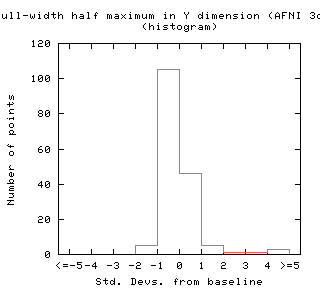 ull-width half maximum in Y dimension (AFNI 3d
(histogram)
120
100
80
60
40
20
0
Number of points
<=-5 -4 -3 -2 -1 0 1 2 3 4 >=5
Std. Devs. from baseline